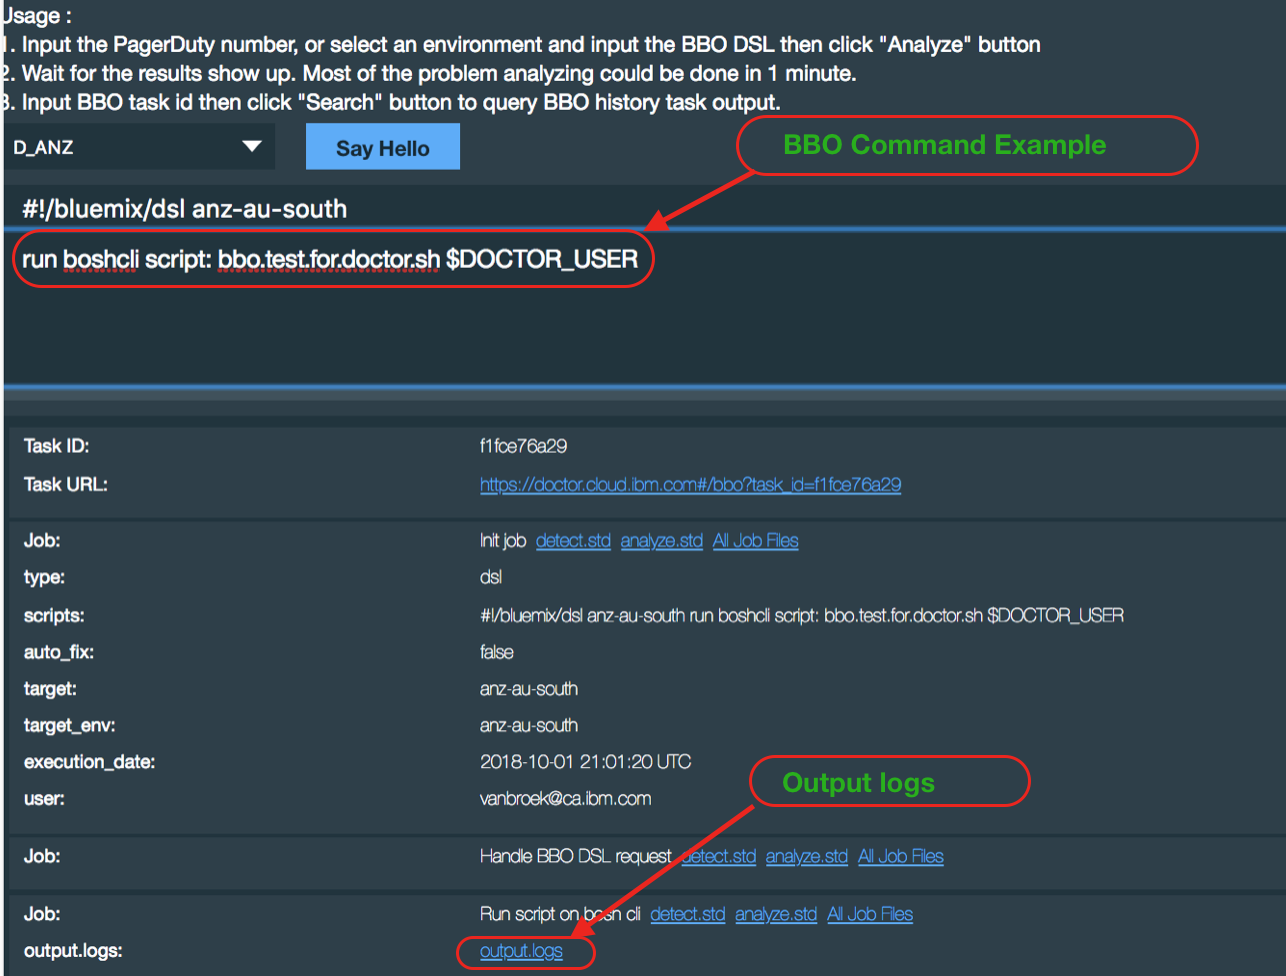 Usage :
1. Input the PagerDuty number, or select an environment and input the BBO DSL then click "Analyze" button
2. Wait for the results show up. Most of the problem analyzing could be done in 1 minute.
3. Input BBO task id then click "Search" button to query BBO history task output.
D_ANZ Say Hello
BBO Command Example
#!/bluemix/dsl anz-au-south
run boshcli script: bbo.test.for.doctor.sh $DOCTOR_USER
Task ID: f1fce76a29
Task URL: https://doctor.cloud.ibm.com#/bbo?task_id=f1fce76a29
Job: Init job detect.std analyze.std All Job Files
type: dsl
scripts: #!/bluemix/dsl anz-au-south run boshcli script: bbo.test.for.doctor.sh $DOCTOR_USER
auto_fix: false
target: anz-au-south
target_env: anz-au-south
execution_date: 2018-10-01 21:01:20 UTC
Output logs
user: vanbroek@ca.ibm.com
Job: Handle BBO DSL request detect.std analyze.std All Job Files
Job: Run script on bosh cli detect.std analyze.std All Job Files
output.logs: output.logs